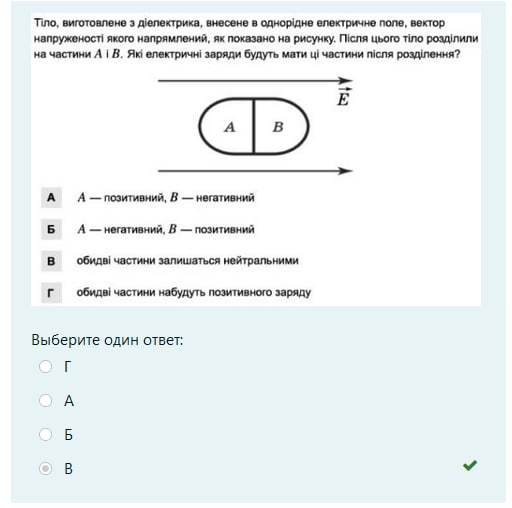 Тіло, виготовлене з діелектрика, внесене в однорідне електричне поле, вектор
напруженості якого напрямлений, як показано на рисунку. Після цього тіло розділили
на частини A і B. Які електричні заряди будуть мати ці частини після розділення?
E
A B
А A — позитивний, B — негативний
Б A — негативний, B — позитивний
В обидві частини залишаться нейтральними
Г обидві частини набудуть позитивного заряду
Выберите один ответ:
Г
А
Б
В